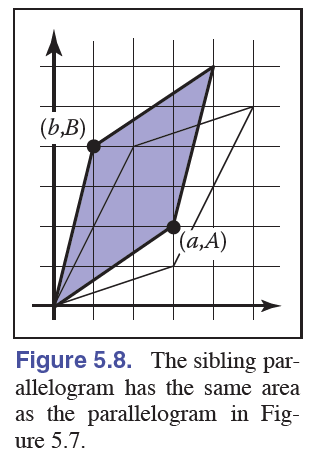 (b,B)
(a,A)
Figure 5.8. The sibling par-
allelogram has the same area
as the parallelogram in Fig-
ure 5.7.